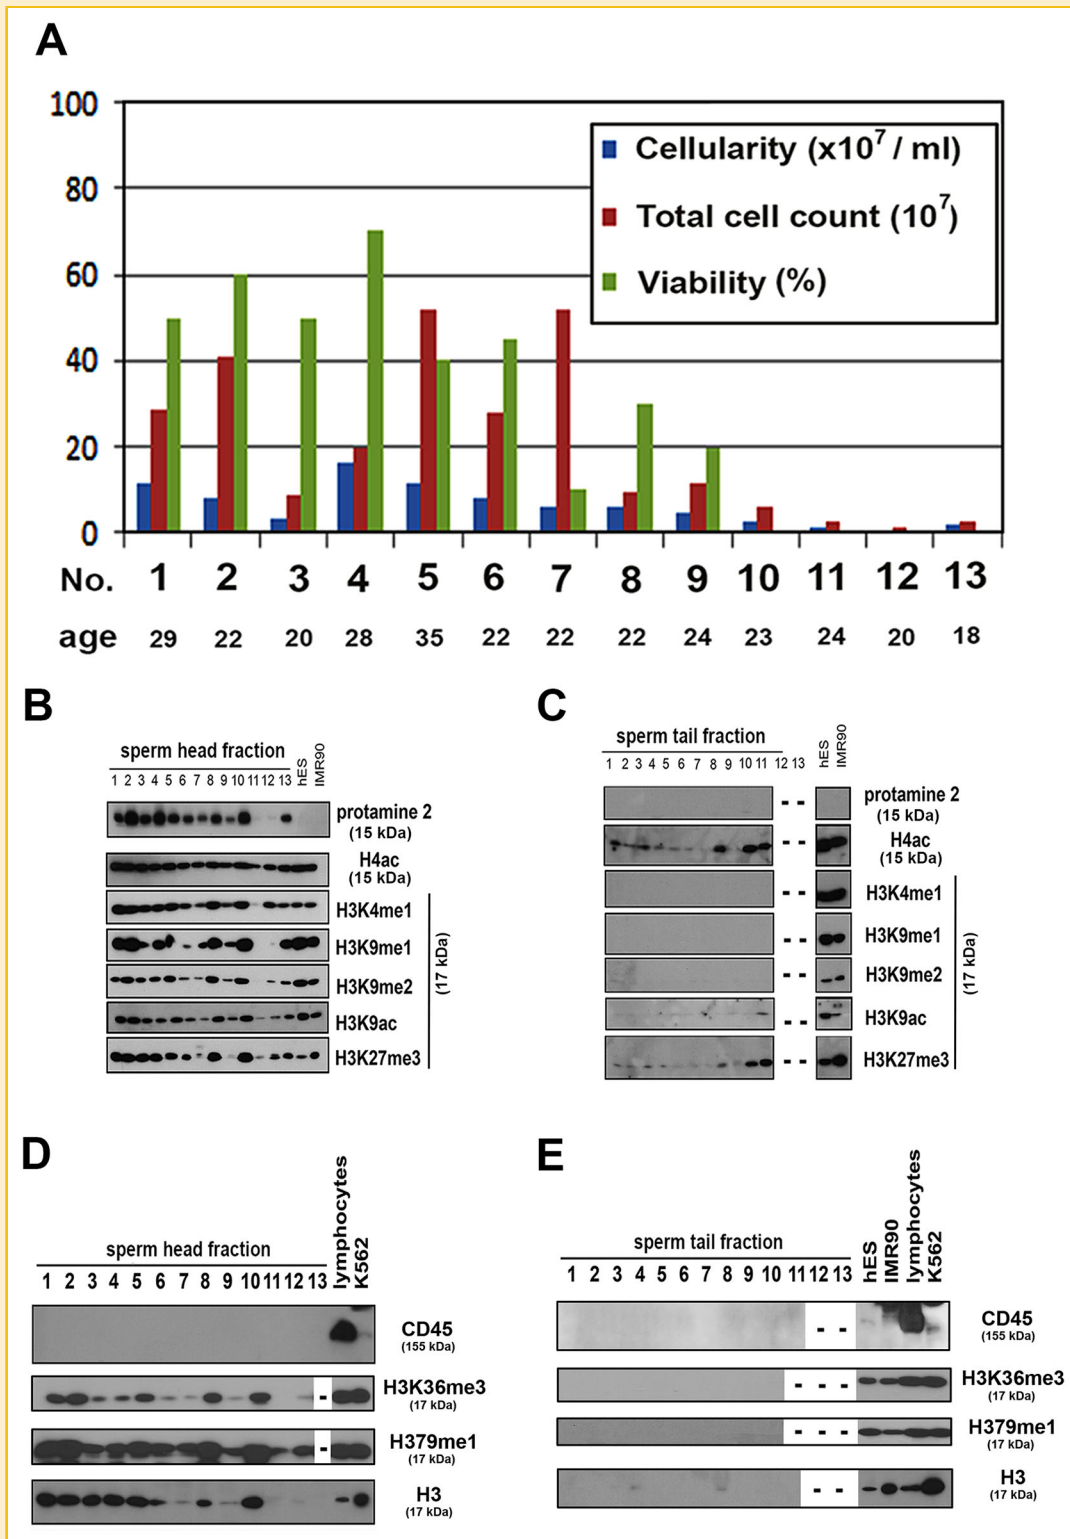 A
100
80
60
40
20
0
Cellularity (x10⁷ / ml)
Total cell count (10⁷)
Viability (%)
No. 1 2 3 4 5 6 7 8 9 10 11 12 13
age 29 22 20 28 35 22 22 22 24 23 24 20 18
B
sperm head fraction
1 2 3 4 5 6 7 8 9 10 11 12 13 hES IMR90
protamine 2
(15 kDa)
H4ac
(15 kDa)
H3K4me1
H3K9me1
H3K9me2
H3K9ac
H3K27me3
(17 kDa)
C
sperm tail fraction
1 2 3 4 5 6 7 8 9 10 11 12 13 hES IMR90
- - protamine 2
(15 kDa)
- - H4ac
(15 kDa)
- - H3K4me1
- - H3K9me1
- - H3K9me2
- - H3K9ac
- - H3K27me3
(17 kDa)
D
sperm head fraction
1 2 3 4 5 6 7 8 9 10 11 12 13 lymphocytes K562
CD45
(155 kDa)
- H3K36me3
(17 kDa)
- H379me1
(17 kDa)
H3
(17 kDa)
E
sperm tail fraction
1 2 3 4 5 6 7 8 9 10 11 12 13 hES IMR90 lymphocytes K562
- - CD45
(155 kDa)
- - - H3K36me3
(17 kDa)
- - - H379me1
(17 kDa)
- - H3
(17 kDa)